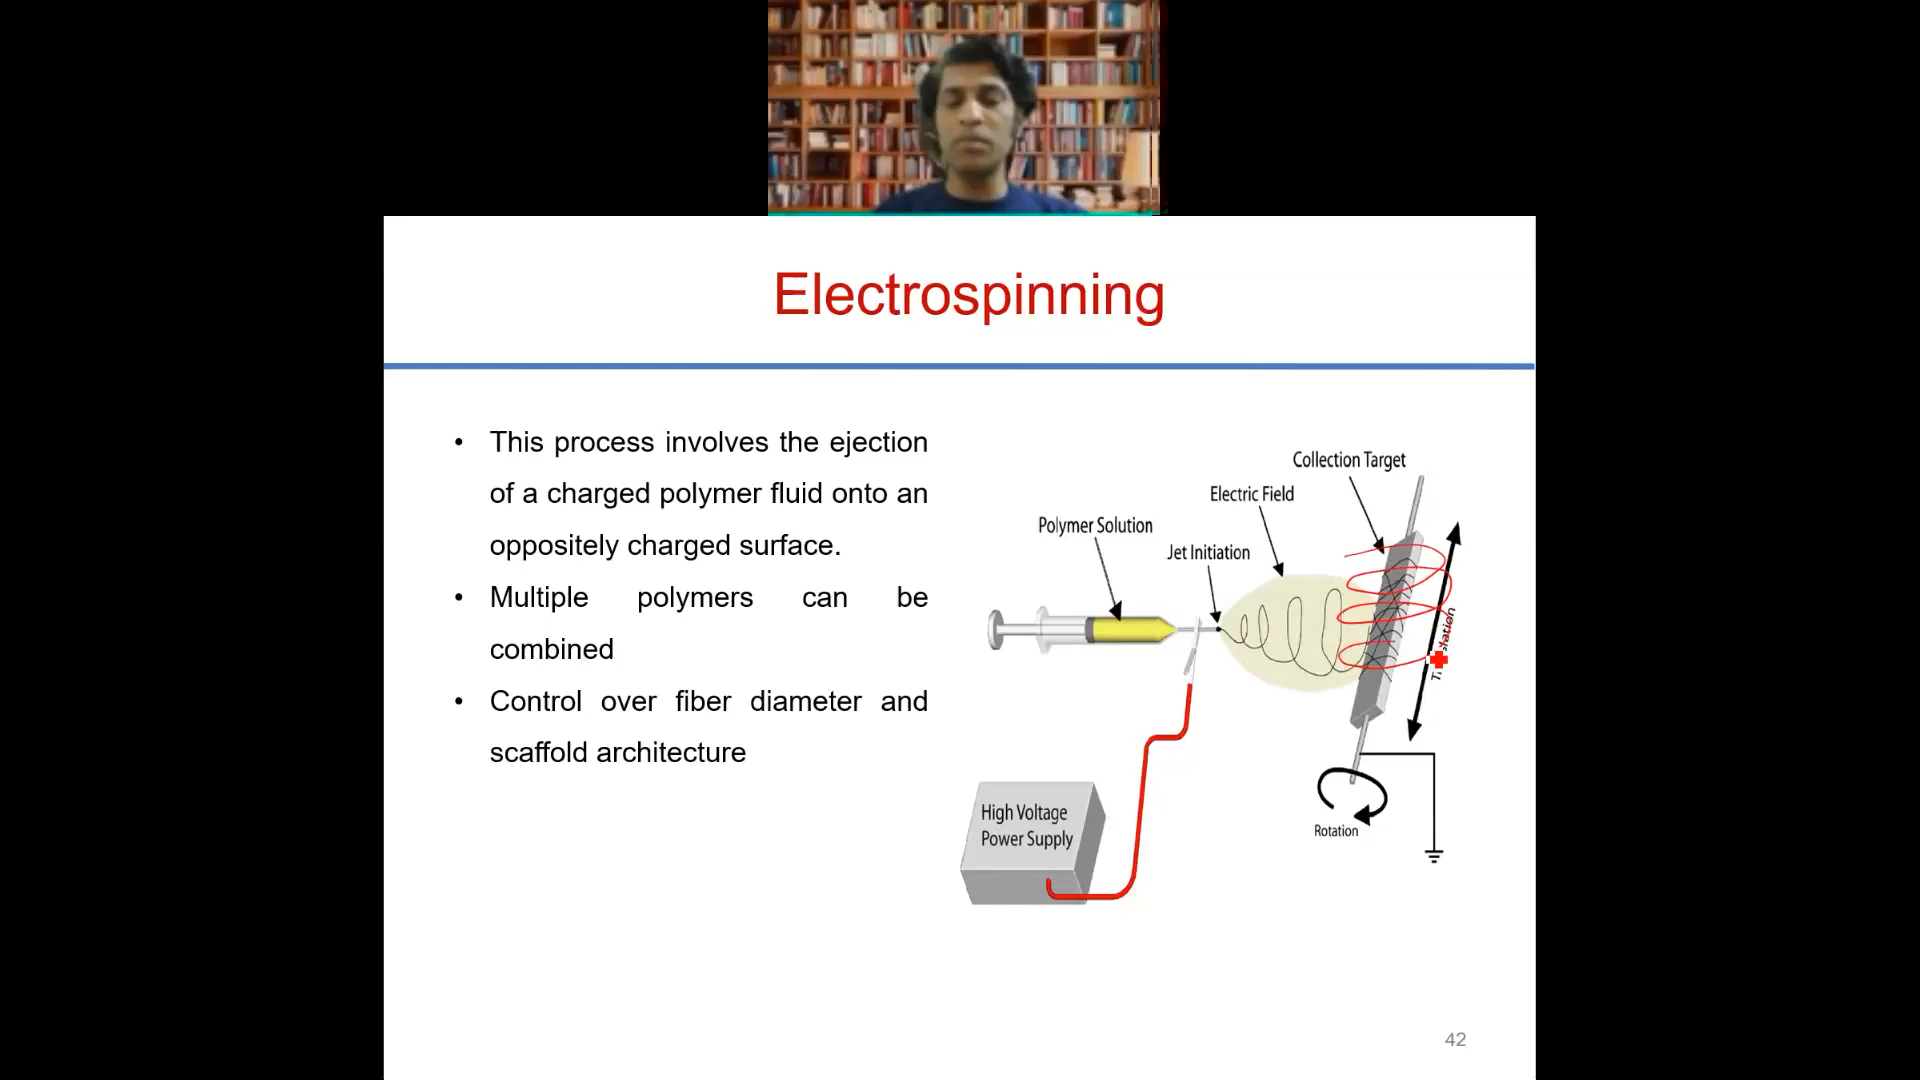 Electrospinning
• This process involves the ejection
of a charged polymer fluid onto an
oppositely charged surface.
• Multiple polymers can be
combined
• Control over fiber diameter and
scaffold architecture
Collection Target
Electric Field
Polymer Solution
Jet Initiation
High Voltage
Power Supply
Rotation
42